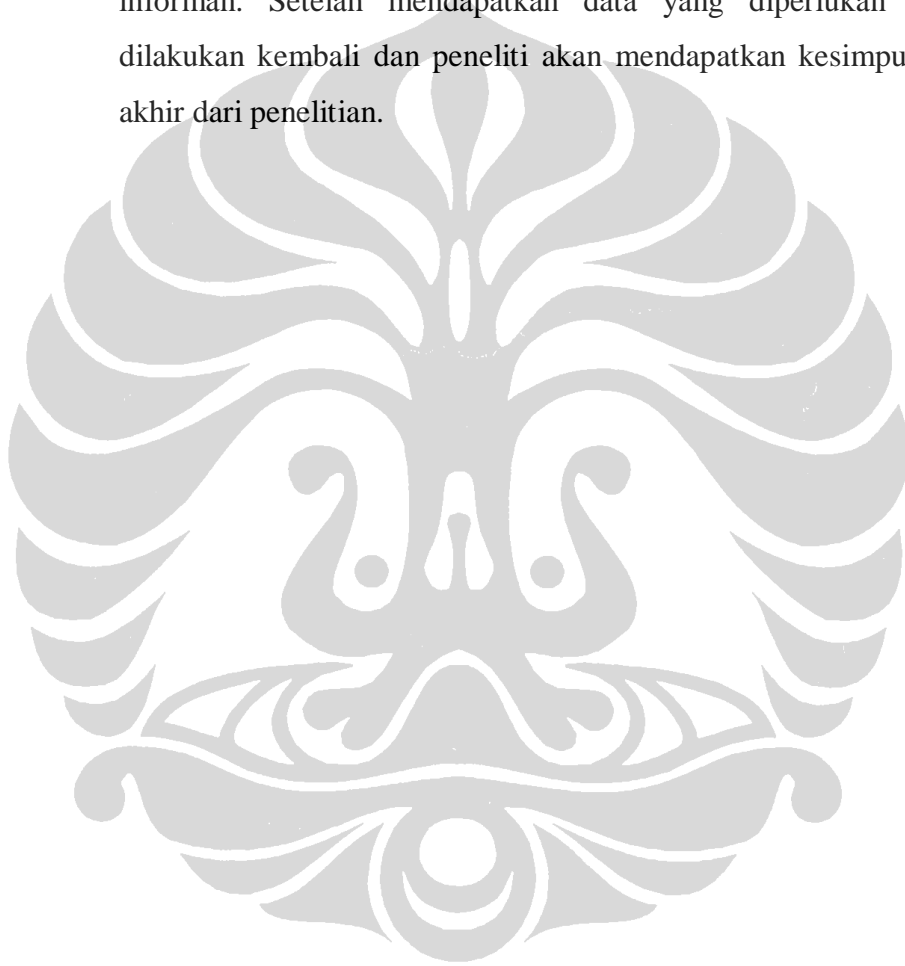 informan. Setelah mendapatkan data yang diperlukan
dilakukan kembali dan peneliti akan mendapatkan kesimpu
akhir dari penelitian.